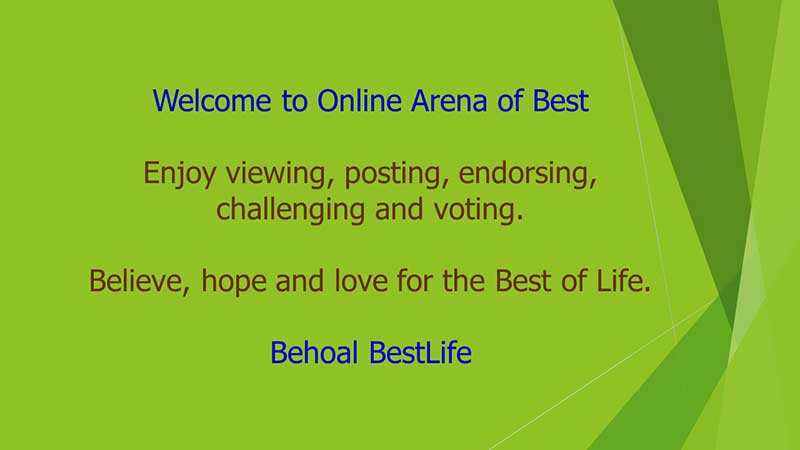 Welcome to Online Arena of Best
Enjoy viewing, posting, endorsing,
challenging and voting.
Believe, hope and love for the Best of Life.
Behoal BestLife